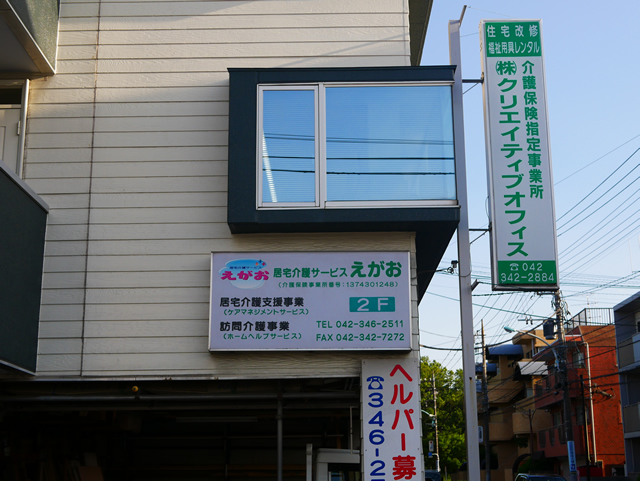 住宅改修
福祉用具レンタル
介護保険指定事業所
㈱クリエイティブオフィス
☎042
342-2884
えがお
居宅介護サービス えがお
(介護保険事業所番号:1374301248)
居宅介護支援事業
(ケアマネジメントサービス)
2F
訪問介護事業
(ホームヘルプサービス)
TEL 042-346-2511
FAX 042-342-7272
ヘルパー募
☎346-2